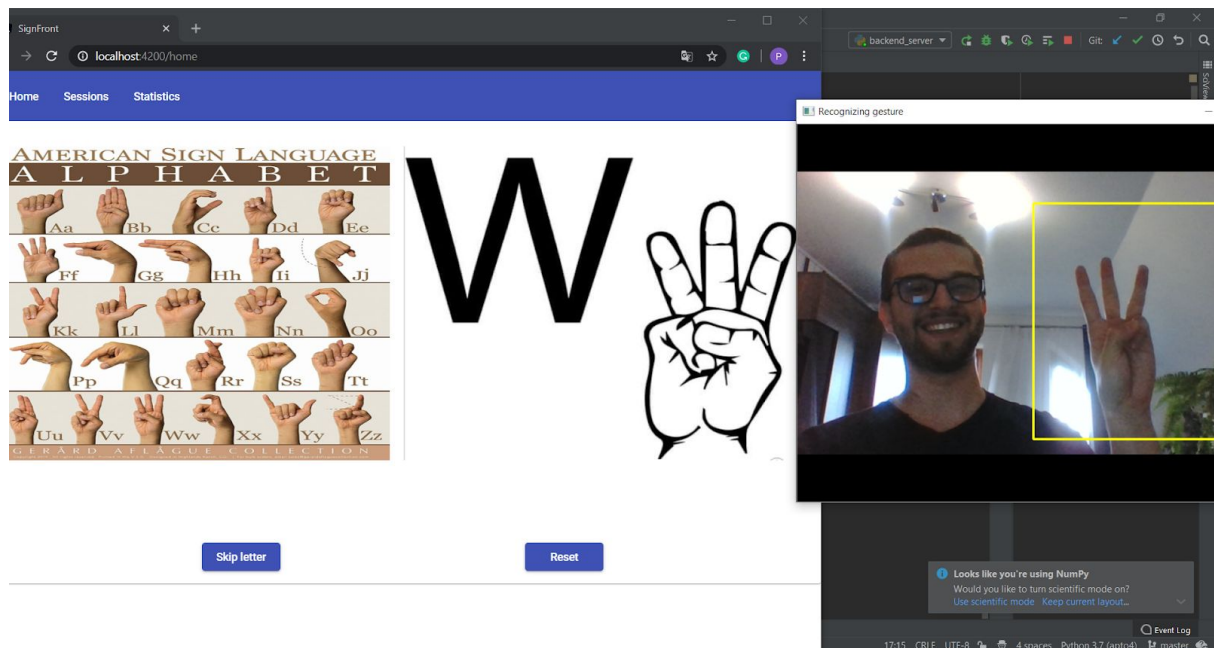 SignFront
localhost:4200/home
P
Home Sessions Statistics
AMERICAN SIGN LANGUAGE
ALPHABET
Aa Bb Cc Dd Ee
Ff Gg Hh Ii Jj
Kk Ll Mm Nn Oo
Pp Qq Rr Ss Tt
Uu Vv Ww Xx Yy Zz
GERARD AFLAGUE COLLECTION
W
Skip letter Reset
backend_server Git:
SciView
Recognizing gesture
Looks like you're using NumPy
Would you like to turn scientific mode on?
Use scientific mode Keep current layout...
Event Log
17:15 CRLF UTF-8 4 spaces Python 3.7 (apto4) master